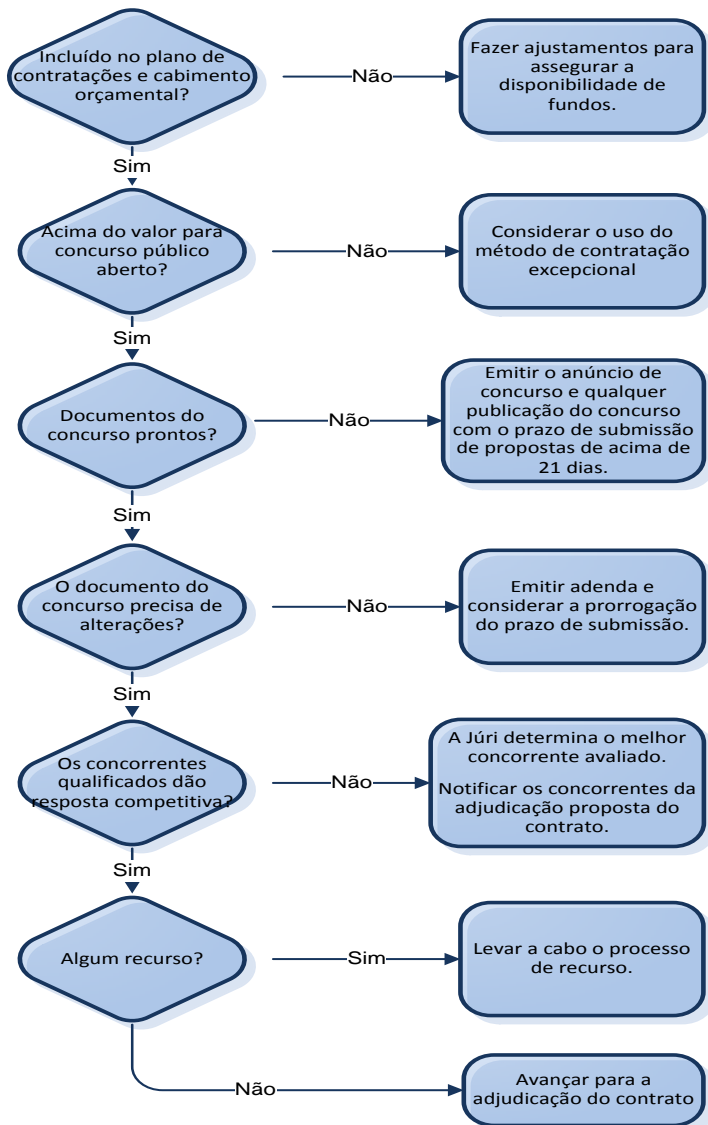 Incluído no plano de
contratações e cabimento
orçamental?
Não
Fazer ajustamentos para
assegurar a
disponibilidade de
fundos.
Sim
Acima do valor para
concurso público
aberto?
Não
Considerar o uso do
método de contratação
excepcional
Sim
Documentos do
concurso prontos?
Não
Emitir o anúncio de
concurso e qualquer
publicação do concurso
com o prazo de submissão
de propostas de acima de
21 dias.
Sim
O documento do
concurso precisa de
alterações?
Não
Emitir adenda e
considerar a prorrogação
do prazo de submissão.
Sim
Os concorrentes
qualificados dão
resposta competitiva?
Não
A Júri determina o melhor
concorrente avaliado.
Notificar os concorrentes da
adjudicação proposta do
contrato.
Sim
Algum recurso?
Sim
Levar a cabo o processo
de recurso.
Não
Avançar para a
adjudicação do contrato